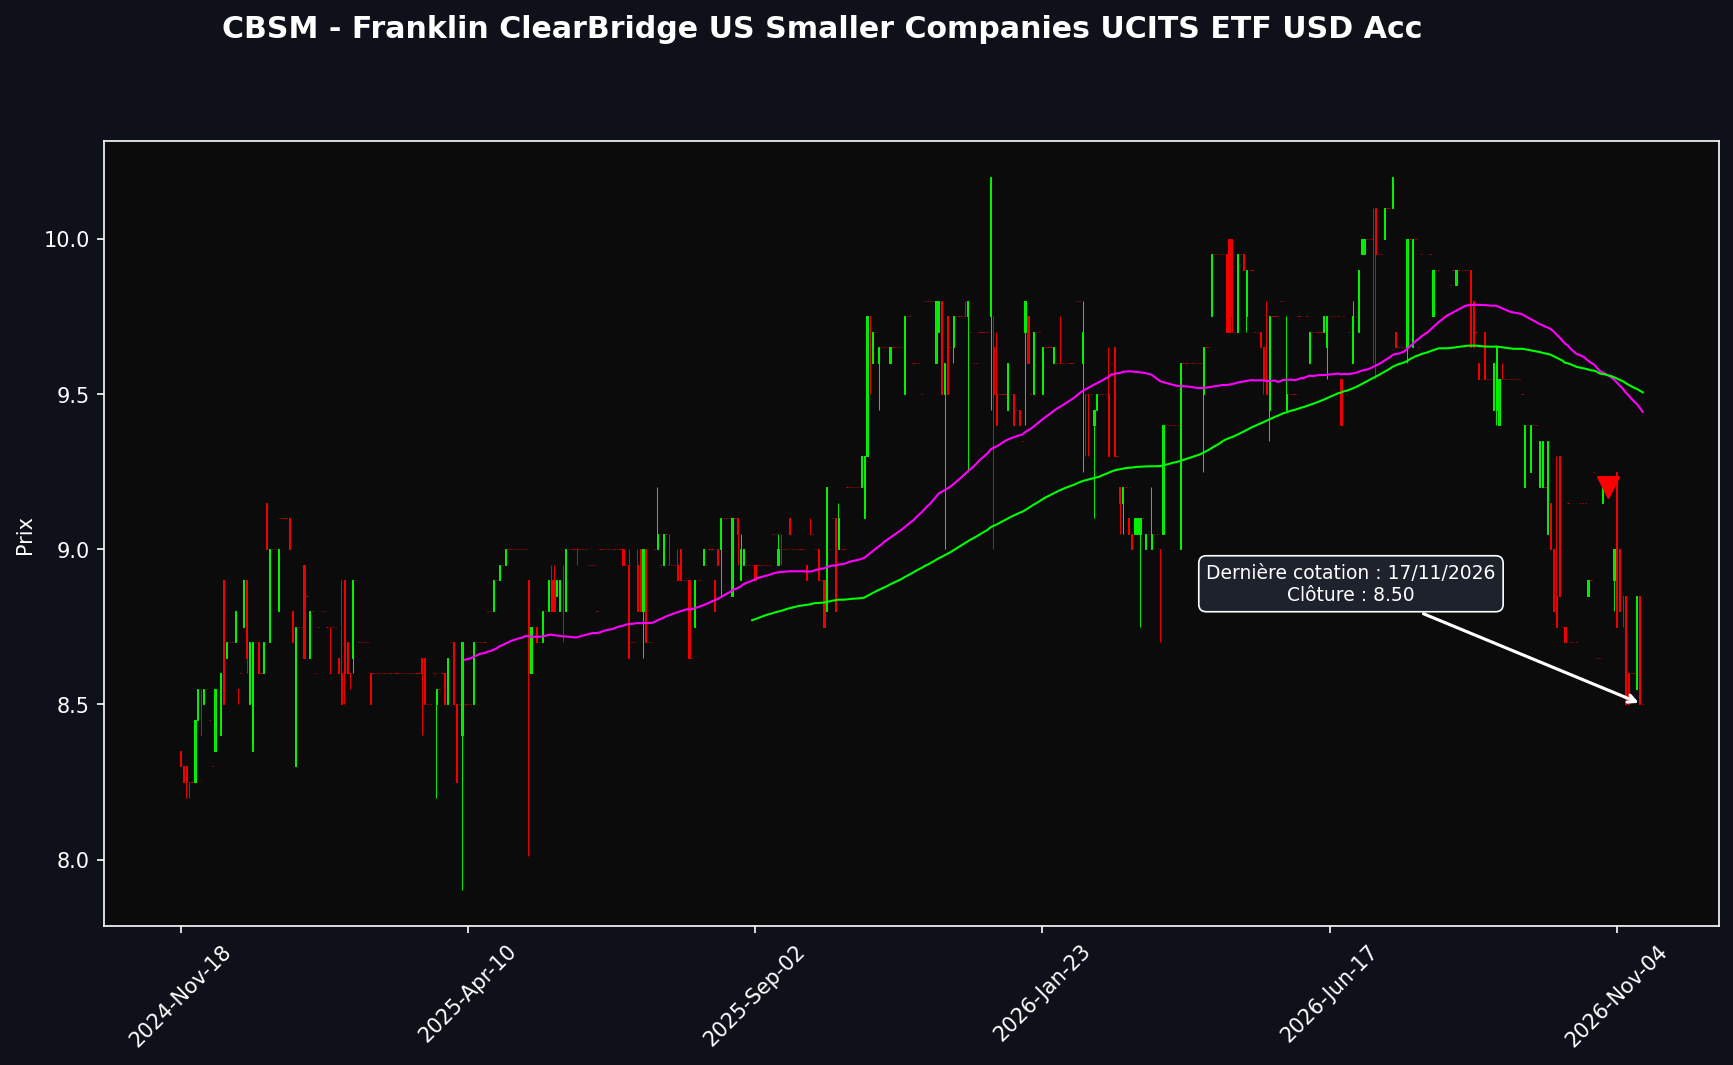 CBSM - Franklin ClearBridge US Smaller Companies UCITS ETF USD Acc
Prix
10.0
9.5
9.0
8.5
8.0
Dernière cotation : 17/11/2026
Clôture : 8.50
2024-Nov-18
2025-Apr-10
2025-Sep-02
2026-Jan-23
2026-Jun-17
2026-Nov-04